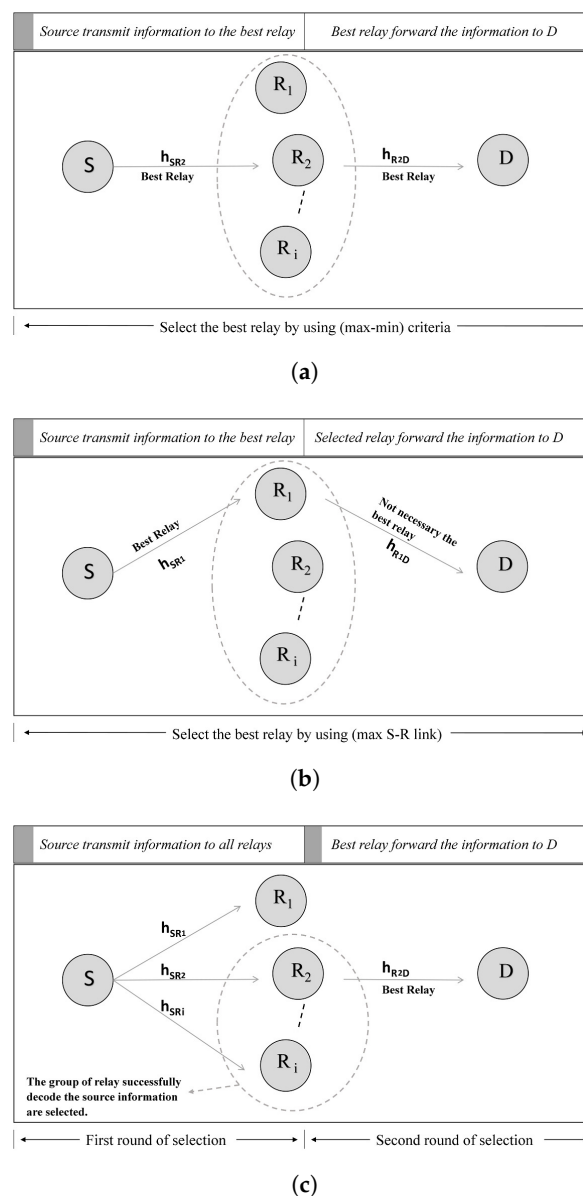 Source transmit information to the best relay Best relay forward the information to D
R1
S hSR2 Best Relay R2 hR2D Best Relay D
Ri
Select the best relay by using (max-min) criteria
(a)
Source transmit information to the best relay Selected relay forward the information to D
R1
Best Relay
hSR1
Not necessary the
best relay
hR1D
S R2 D
Ri
Select the best relay by using (max S-R link)
(b)
Source transmit information to all relays Best relay forward the information to D
R1
hSR1
S hSR2 R2 hR2D D
Best Relay
hSRi
Ri
The group of relay successfully
decode the source information
are selected.
First round of selection Second round of selection
(c)